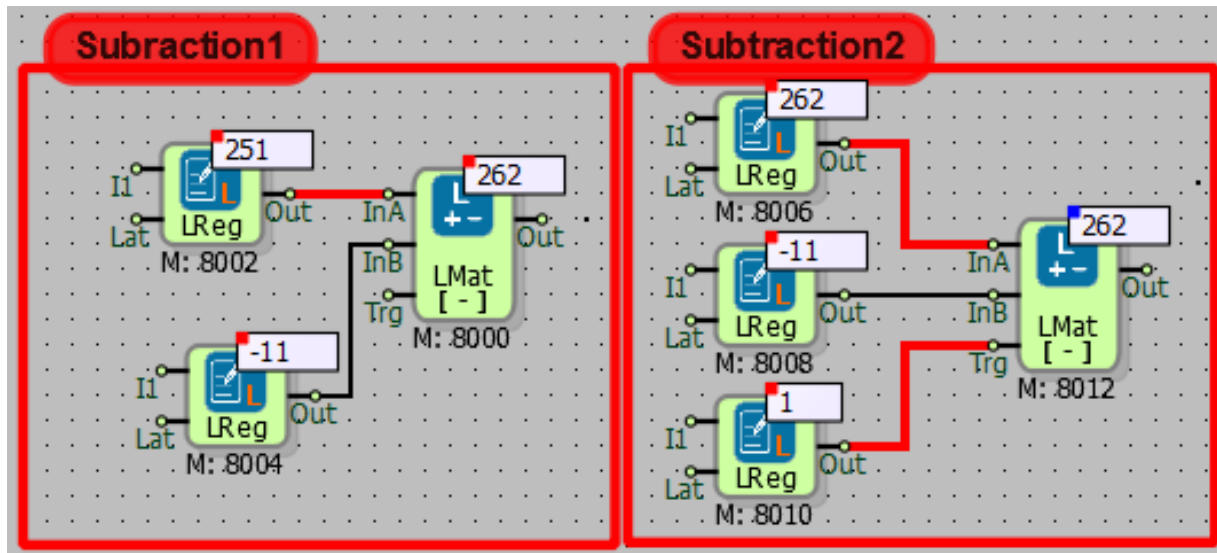 Subraction1
251
I1
Lat
LReg
Out
M: 8002
-11
I1
Lat
LReg
Out
M: 8004
262
InA
InB
Trg
L
+-
LMat
[ - ]
Out
M: 8000
Subtraction2
262
I1
Lat
L
LReg
Out
M: 8006
-11
I1
Lat
L
LReg
Out
M: 8008
1
I1
Lat
L
LReg
Out
M: 8010
262
InA
InB
Trg
L
+-
LMat
[ - ]
Out
M: 8012